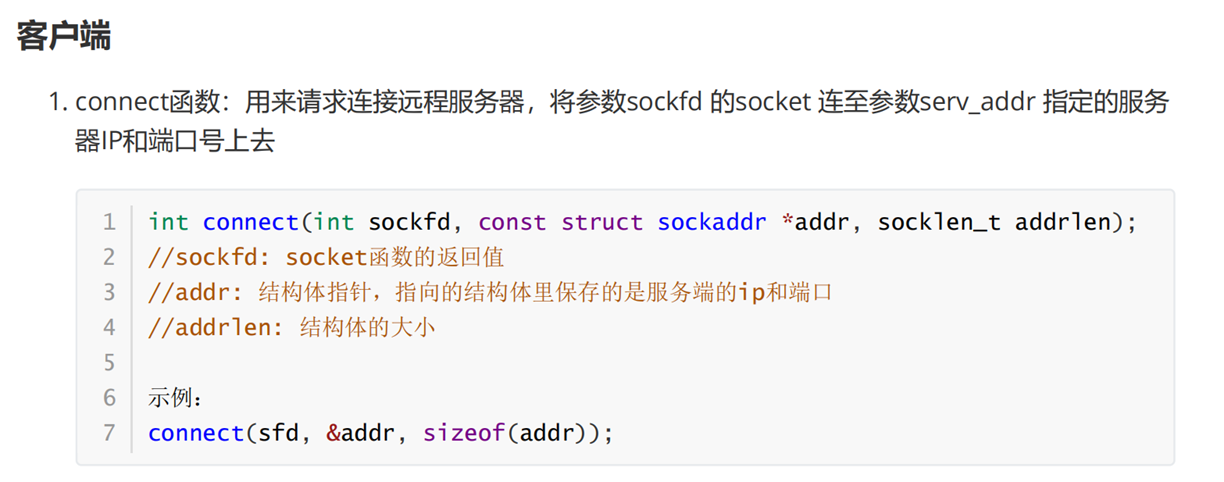 客户端
1. connect函数：用来请求连接远程服务器，将参数sockfd 的socket 连至参数serv_addr 指定的服务
器IP和端口号上去
1 int connect(int sockfd, const struct sockaddr *addr, socklen_t addrlen);
2 //sockfd: socket函数的返回值
3 //addr: 结构体指针，指向的结构体里保存的是服务端的ip和端口
4 //addrlen: 结构体的大小
5
6 示例：
7 connect(sfd, &addr, sizeof(addr));